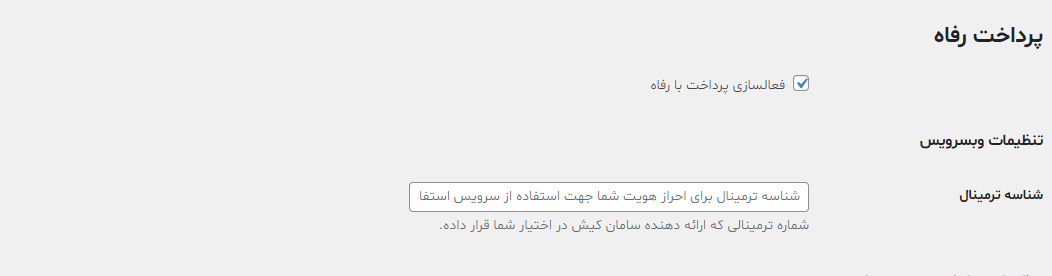 پرداخت رفاه
فعالسازی پرداخت با رفاه
تنظیمات وبسرویس
شناسه ترمینال
شناسه ترمینال برای احراز هویت شما جهت استفاده از سرویس استفا
شماره ترمینالی که ارائه دهنده سامان کیش در اختیار شما قرار داده.